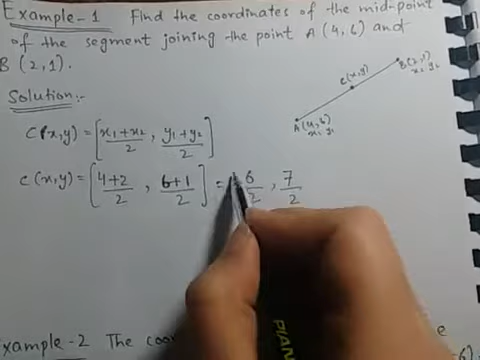 Example-1 Find the coordinates of the mid-point
of the segment joining the point A(4,6) and
B(2,1).
Solution:-
C(x,y)
B(2,1)
x₂ y₂
A(4,6)
x₁ y₁
C(x,y) = [x₁+x₂/2, y₁+y₂/2]
C(x,y) = [4+2/2, 6+1/2] = 6/2, 7/2
PIANO
Example-2 The